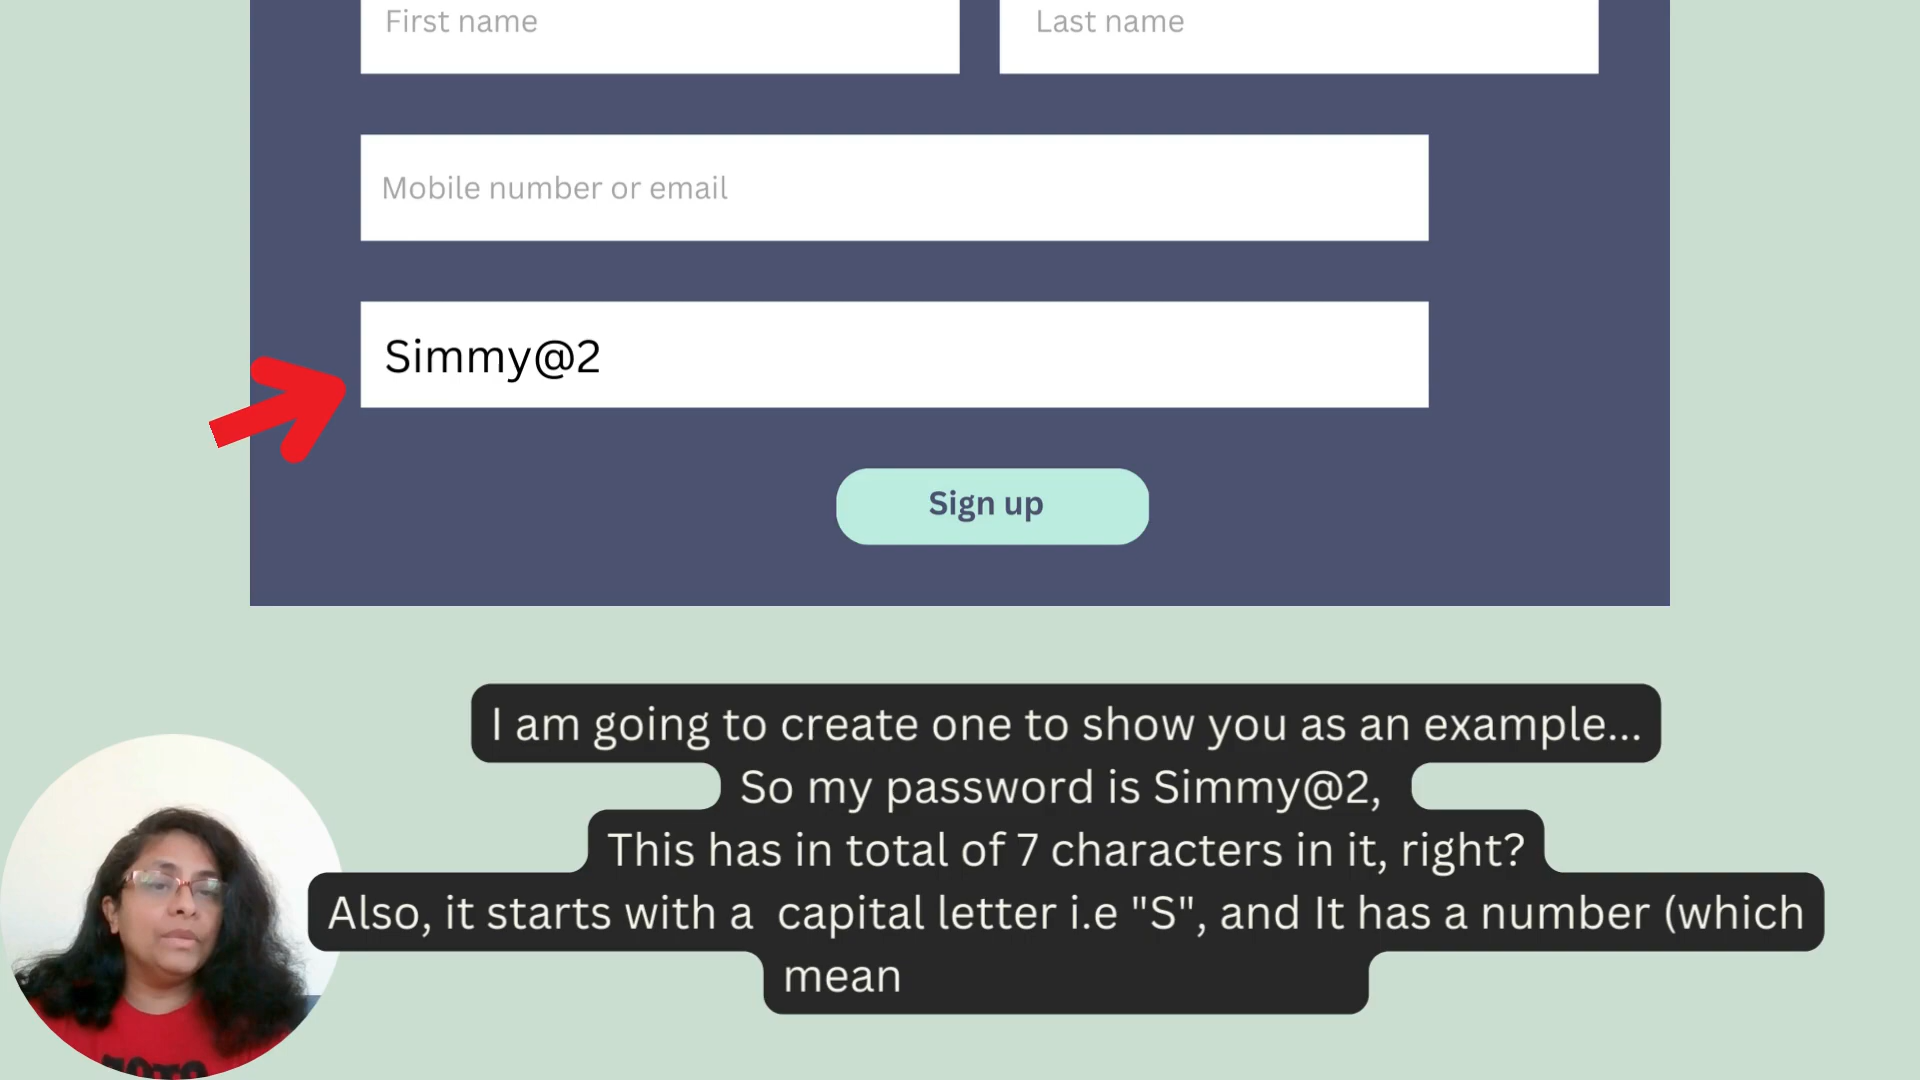 First name
Last name
Mobile number or email
Simmy@2
Sign up
I am going to create one to show you as an example...
So my password is Simmy@2,
This has in total of 7 characters in it, right?
Also, it starts with a capital letter i.e "S", and It has a number (which
mean